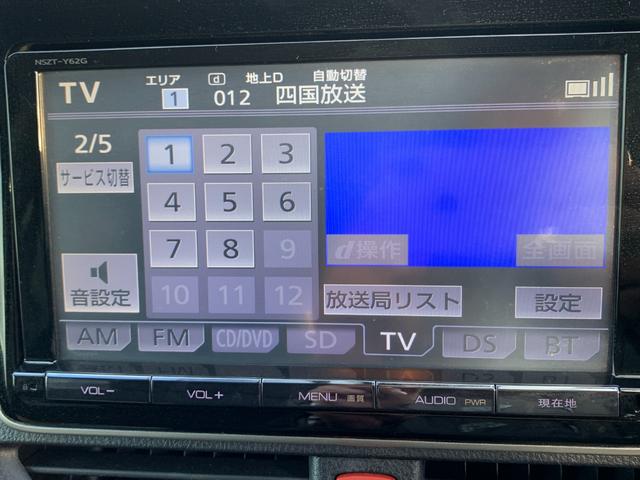 NSZT-Y62G
TV
エリア
1
d 地上D
012
自動切替
四国放送
2/5
サービス切替
1 2 3
4 5 6
7 8 9
10 11 12
d操作
全画面
音設定
放送局リスト
設定
AM FM CD/DVD SD TV DS BT
VOL− VOL+ MENU 画質 AUDIO PWR 現在地